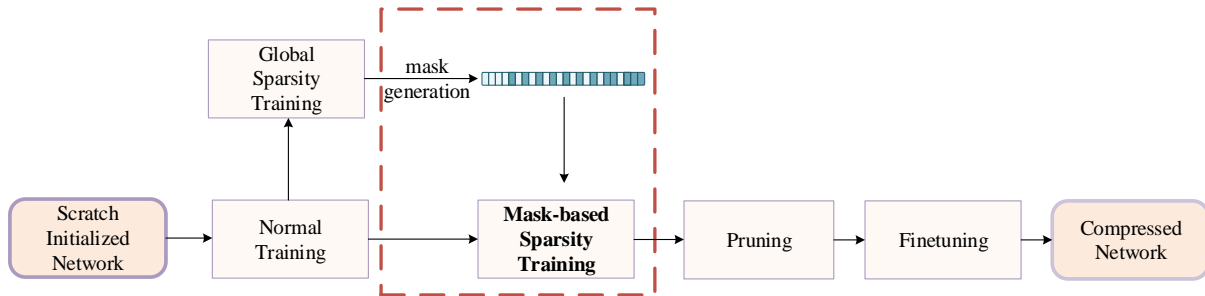 Global
Sparsity
Training
mask
generation
Scratch
Initialized
Network
Normal
Training
Mask-based
Sparsity
Training
Pruning
Finetuning
Compressed
Network